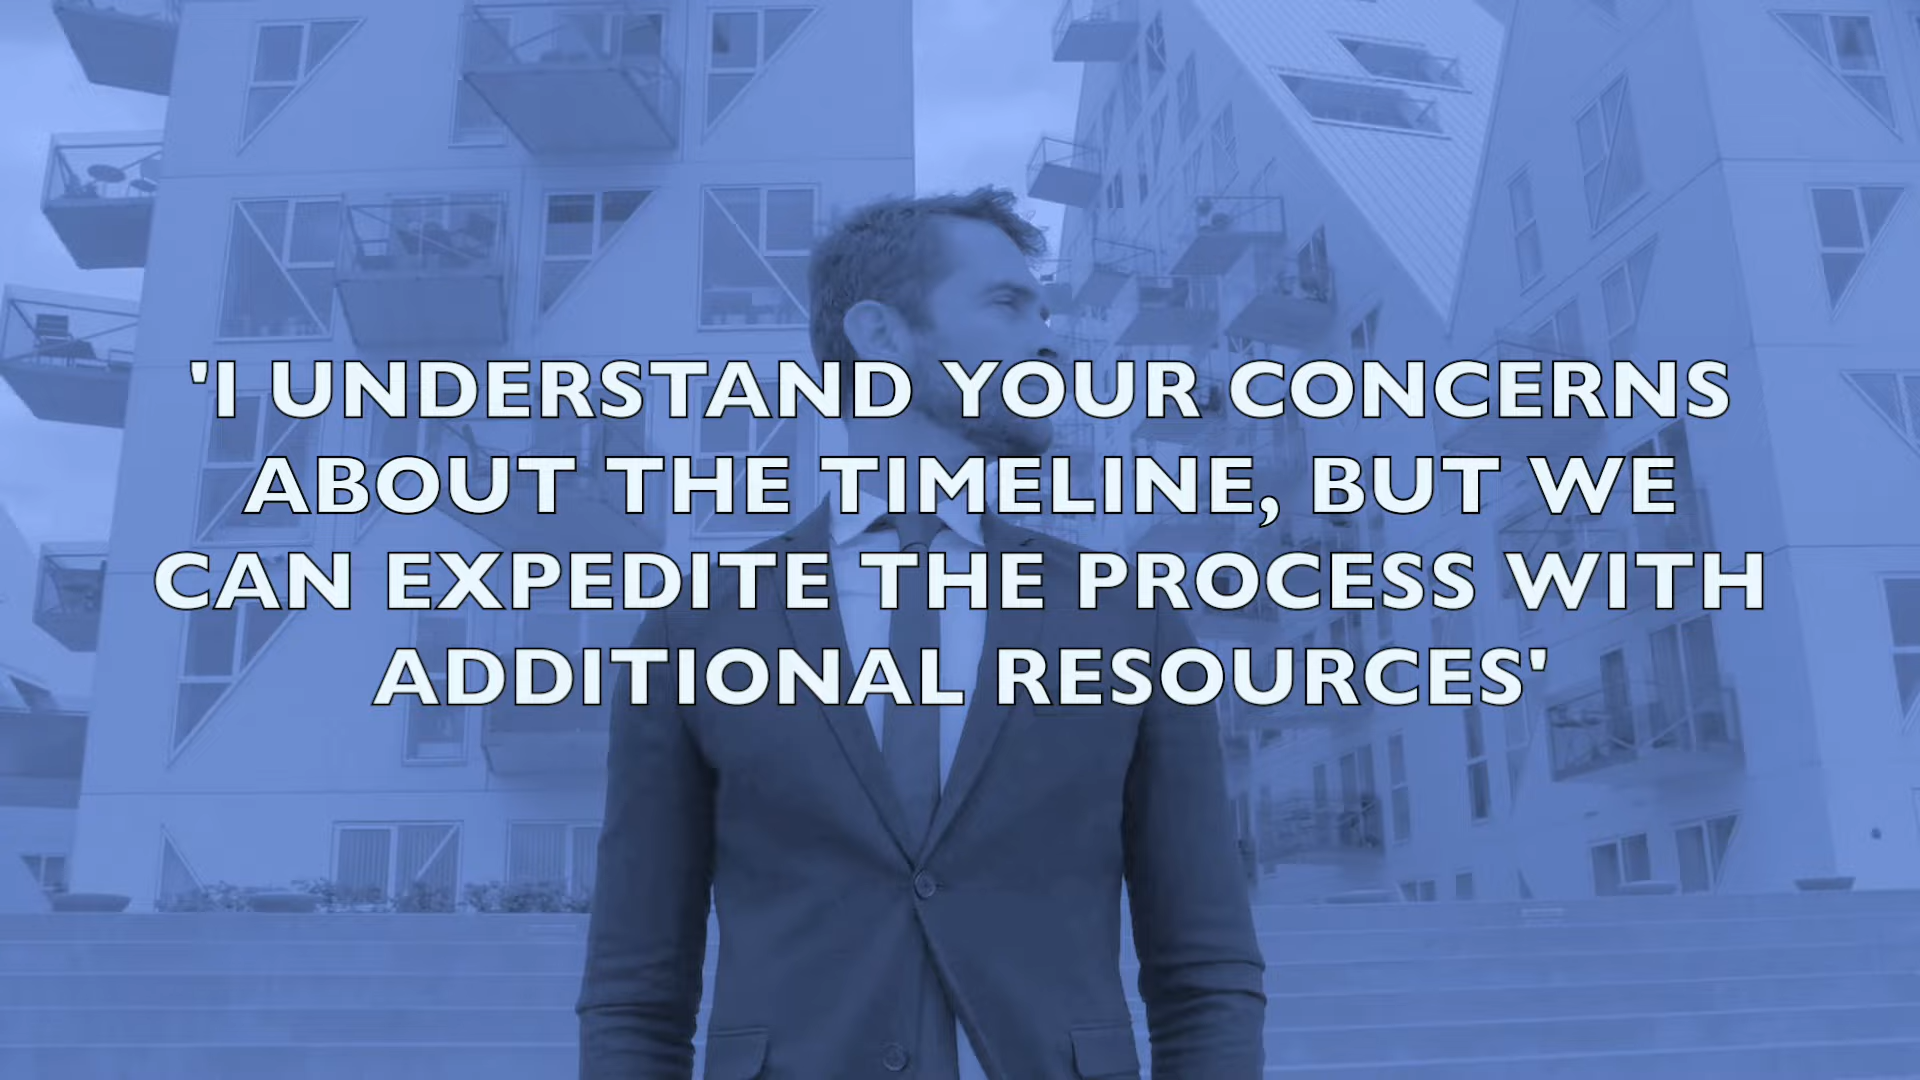 'I UNDERSTAND YOUR CONCERNS
ABOUT THE TIMELINE, BUT WE
CAN EXPEDITE THE PROCESS WITH
ADDITIONAL RESOURCES'